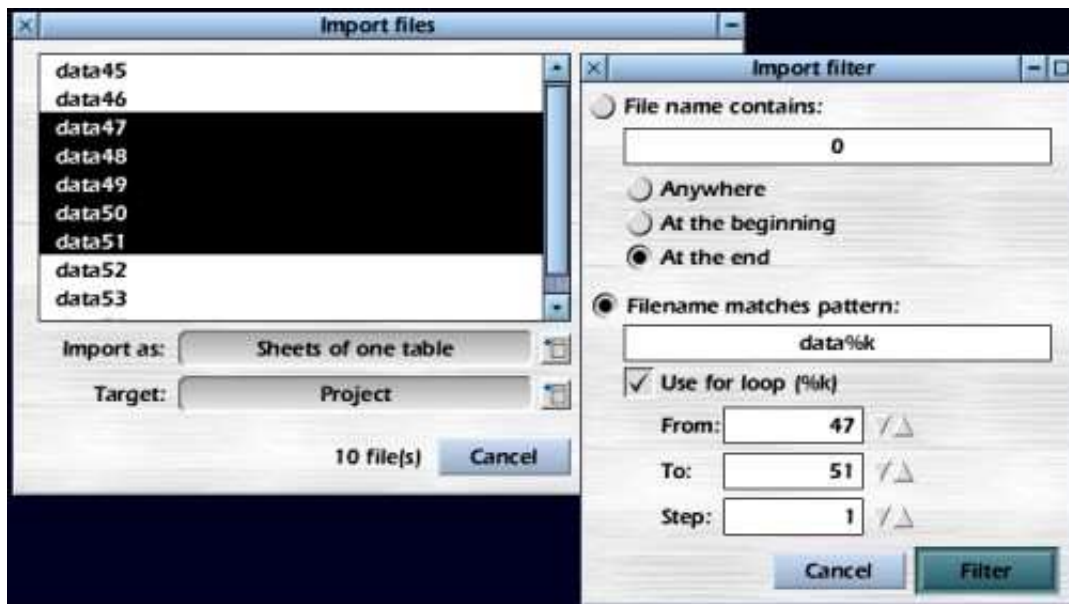 Import files
data45
data46
data47
data48
data49
data50
data51
data52
data53
Import as: Sheets of one table
Target: Project
10 file(s) Cancel
Import filter
File name contains:
0
Anywhere
At the beginning
At the end
Filename matches pattern:
data%k
Use for loop (%k)
From: 47
To: 51
Step: 1
Cancel Filter